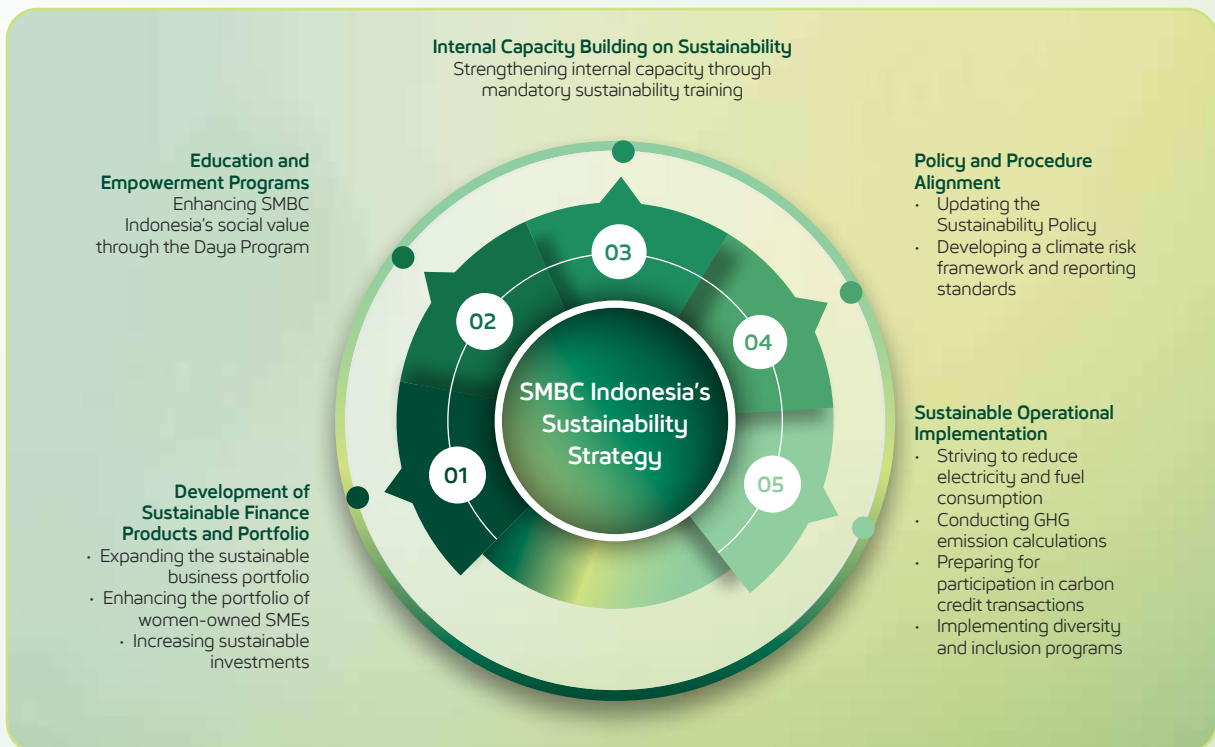 Internal Capacity Building on Sustainability
Strengthening internal capacity through
mandatory sustainability training
Education and
Empowerment Programs
Enhancing SMBC
Indonesia's social value
through the Daya Program
Policy and Procedure
Alignment
· Updating the
Sustainability Policy
· Developing a climate risk
framework and reporting
standards
03
02
04
SMBC Indonesia's
Sustainability
Strategy
01
05
Development of
Sustainable Finance
Products and Portfolio
· Expanding the sustainable
business portfolio
· Enhancing the portfolio of
women-owned SMEs
· Increasing sustainable
investments
Sustainable Operational
Implementation
· Striving to reduce
electricity and fuel
consumption
· Conducting GHG
emission calculations
· Preparing for
participation in carbon
credit transactions
· Implementing diversity
and inclusion programs